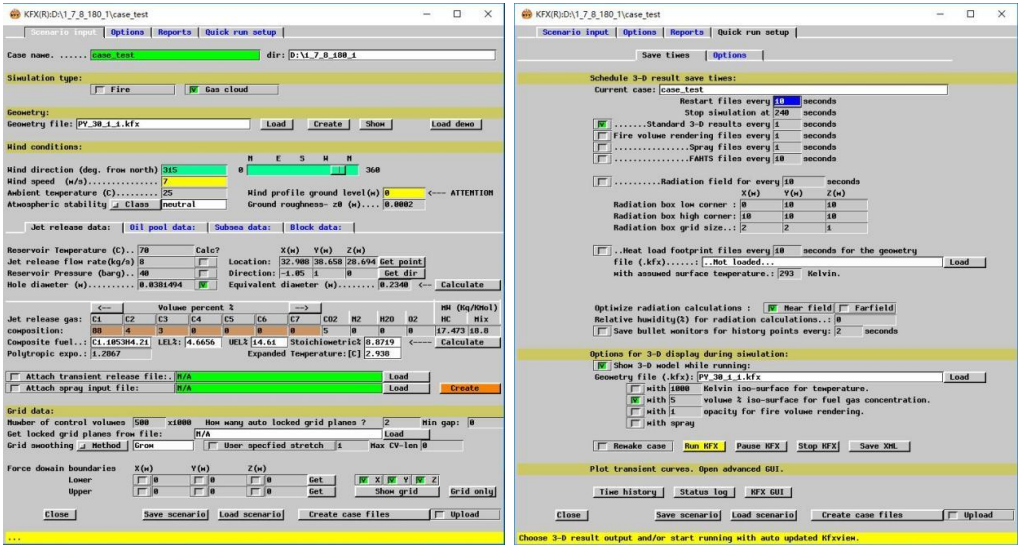 KFX(R):D:\1_7_8_180_1\case_test
Scenario input Options Reports Quick run setup
Case name. ...... case_test dir: D:\1_7_8_180_1
Simulation type:
Fire Gas cloud
Geometry:
Geometry file: PY_30_1_1.kfx Load Create Show Load demo
Wind conditions:
N E S W N
Wind direction (deg. from north) 315 0 360
Wind speed (m/s)............... 7
Ambient temperature (C)......... 25 Wind profile ground level(m) 0 <--- ATTENTION
Atmospheric stability Class neutral Ground roughness- z0 (m).... 0.0002
Jet release data: Oil pool data: Subsea data: Block data:
Reservoir Temperature (C).. 70 Calc? X(m) Y(m) Z(m)
Jet release flow rate(kg/s) 8 Location: 32.908 38.658 28.694 Get point
Reservoir Pressure (barg).. 40 Direction: -1.05 1 0 Get dir
Hole diameter (m).......... 0.0381494 Equivalent diameter (m)......... 0.2340 <-- Calculate
<-- Volume percent % --> MW (Kg/KMol)
Jet release gas: C1 C2 C3 C4 C5 C6 C7 CO2 N2 H2O O2 HC Mix
composition: 88 4 3 0 0 0 0 5 0 0 0 17.473 18.8
Composite fuel..: C1.1053H4.21 LEL%: 4.6656 UEL% 14.61 Stoichiometric% 8.8719 <---- Calculate
Polytropic expo.: 1.2867 Expanded Temperature:[C] 2.938
Attach transient release file:. N/A Load
Attach spray input file: N/A Load Create
Grid data:
Number of control volumes 500 x1000 How many auto locked grid planes ? 2 Min gap: 0
Get locked grid planes from file: N/A Load
Grid smoothing Method Grow User specfied stretch 1 Max CV-len 0
Force domain boundaries X(m) Y(m) Z(m)
Lower 0 0 0 Get X Y Z
Upper 0 0 0 Get Show grid Grid only
Close Save scenario Load scenario Create case files Upload
...
KFX(R):D:\1_7_8_180_1\case_test
Scenario input Options Reports Quick run setup
Save times Options
Schedule 3-D result save times:
Current case: case_test
Restart files every 10 seconds
Stop simulation at 240 seconds
.......Standard 3-D results every 1 seconds
Fire volume rendering files every 1 seconds
................Spray files every 1 seconds
................FAHTS files every 10 seconds
..........Radiation field for every 10 seconds
X(m) Y(m) Z(m)
Radiation box low corner : 0 10 10
Radiation box high corner: 10 10 10
Radiation box grid size..: 2 2 1
..Heat load footprint files every 10 seconds for the geometry
file (.kfx)......: ..Not loaded... Load
with assumed surface temperature.: 293 Kelvin.
Optimize radiation calculations : Near field Farfield
Relative humidity(%) for radiation calculations..: 0
Save bullet monitors for history points every: 2 seconds
Options for 3-D display during simulation:
Show 3-D model while running:
Geometry file (.kfx): PY_30_1_1.kfx Load
with 1000 Kelvin iso-surface for temperature.
with 5 volume % iso-surface for fuel gas concentration.
with 1 opacity for fire volume rendering.
with spray
Remake case Run KFX Pause KFX Stop KFX Save XML
Plot transient curves. Open advanced GUI.
Time history Status log KFX GUI
Close Save scenario Load scenario Create case files Upload
Choose 3-D result output and/or start running with auto updated Kfxview.